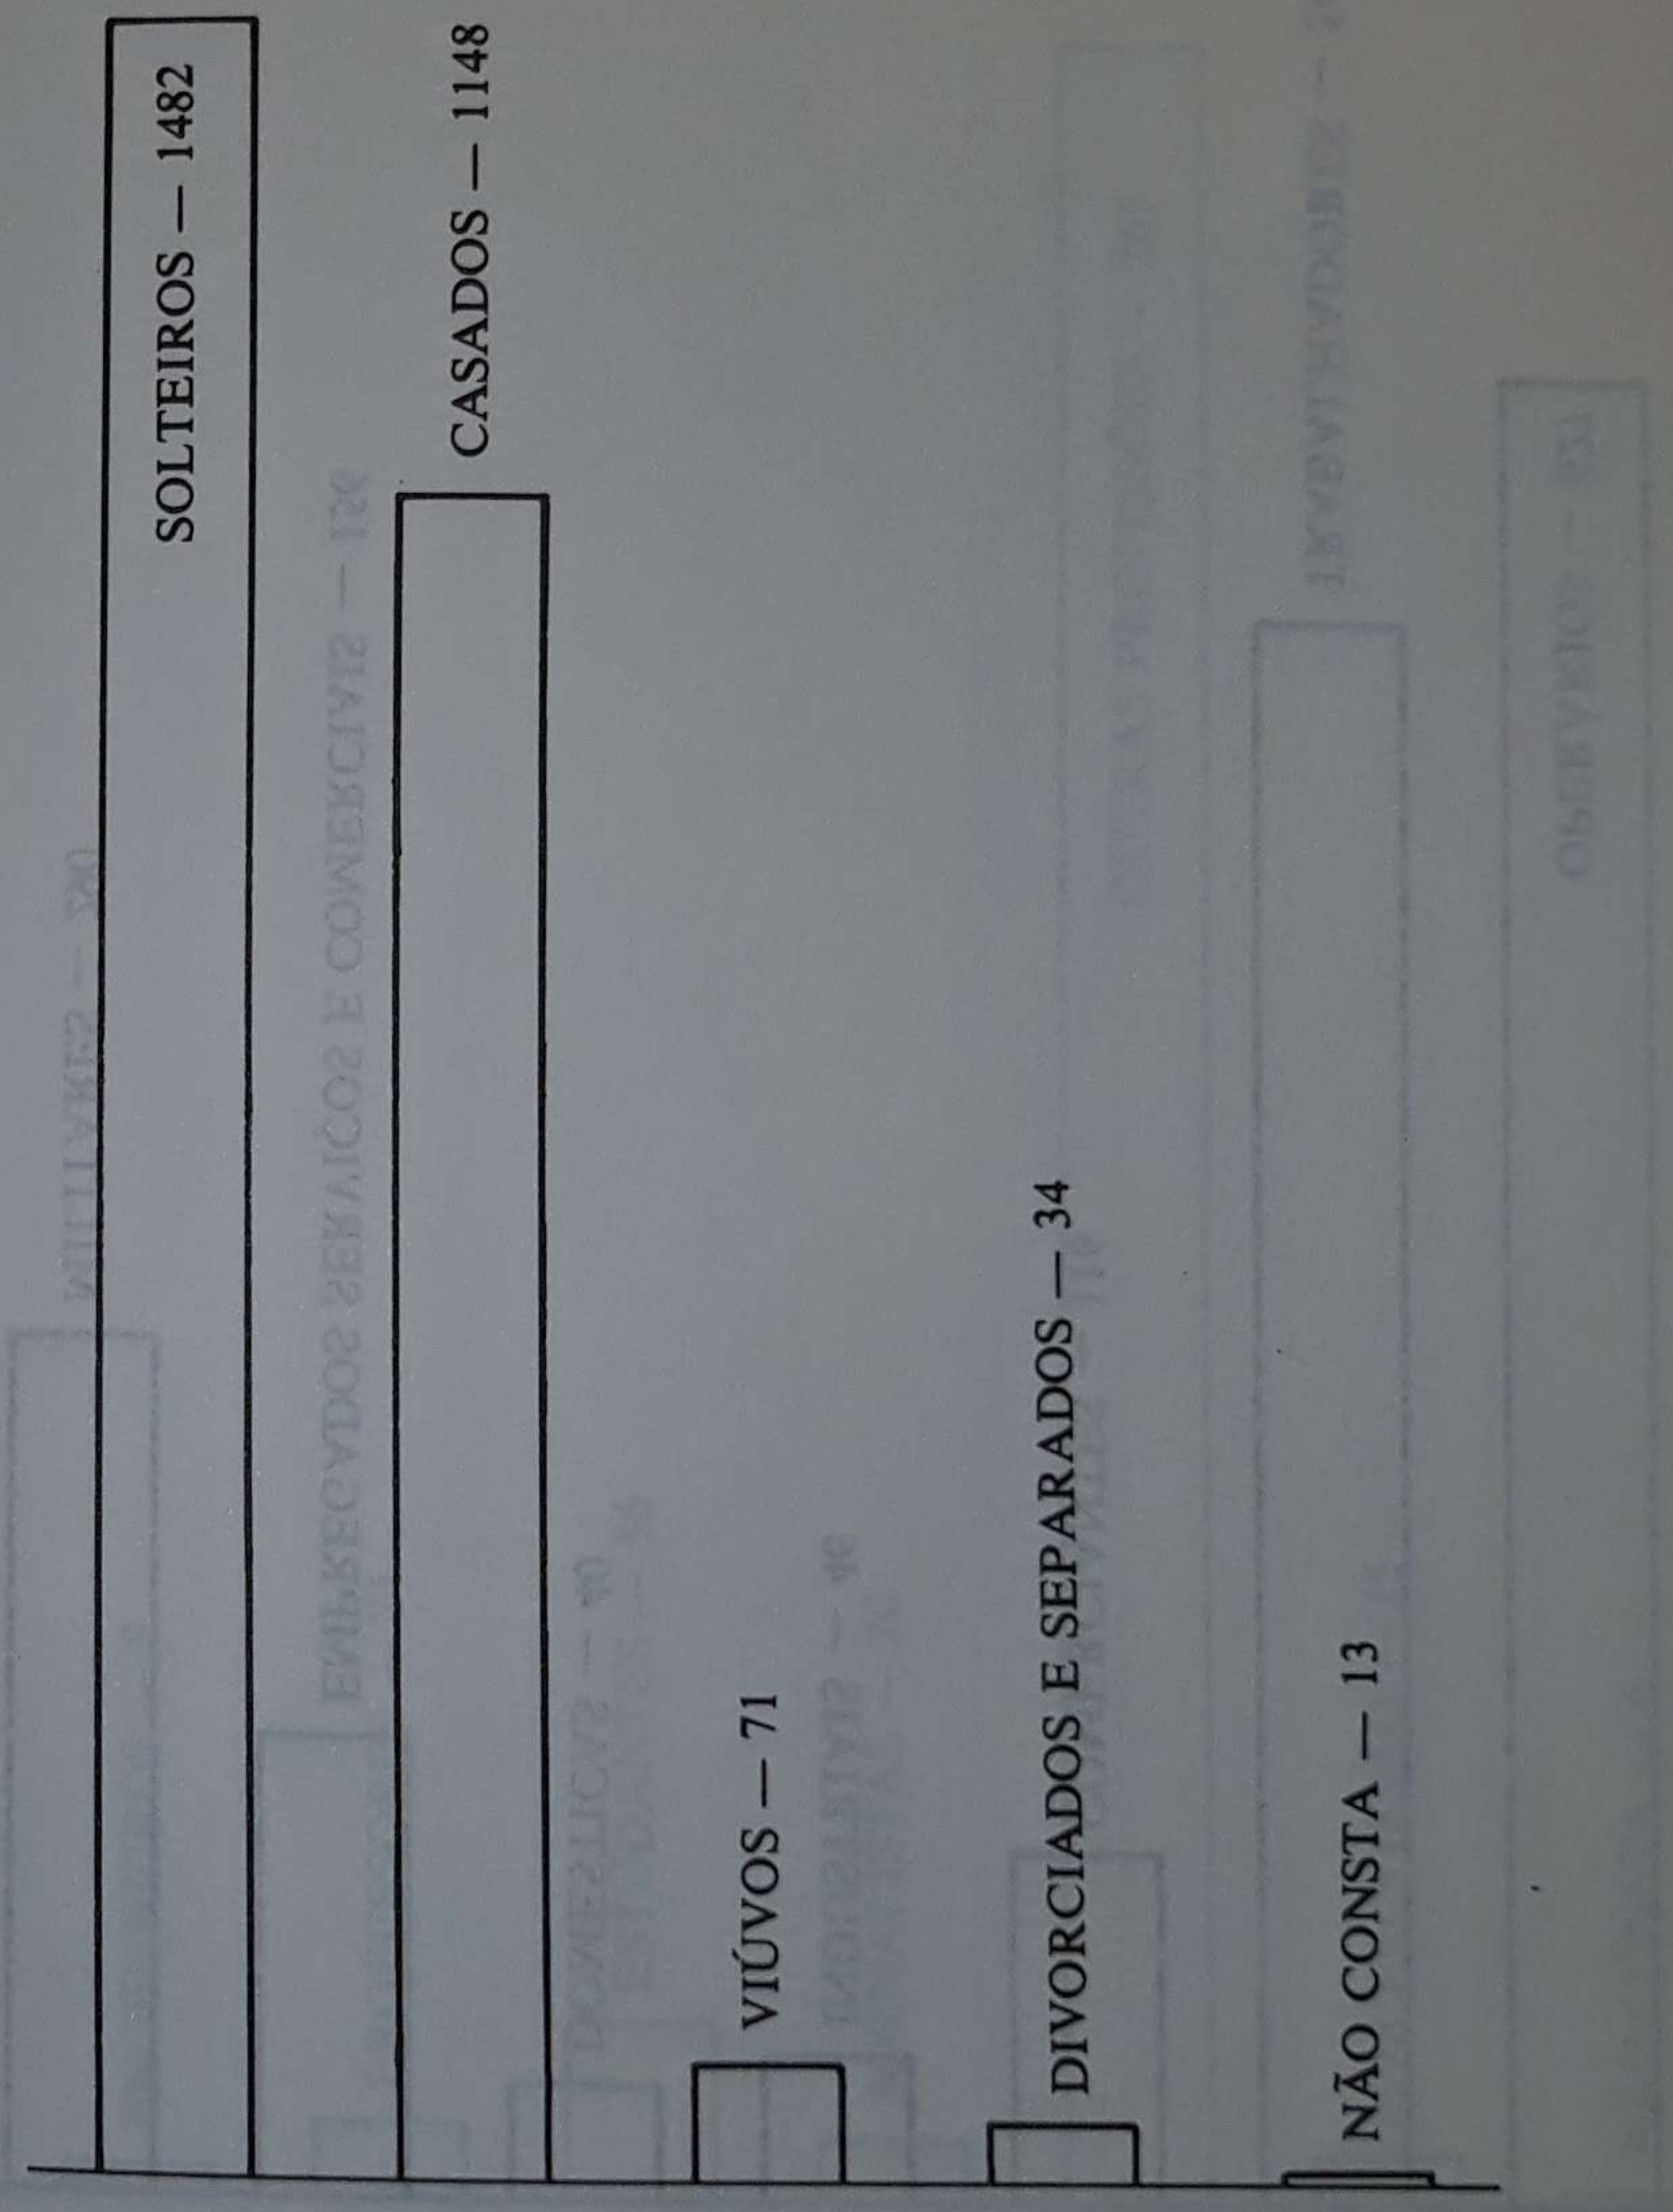 SOLTEIROS — 1482
CASADOS — 1148
VIÚVOS — 71
DIVORCIADOS E SEPARADOS — 34
NÃO CONSTA — 13